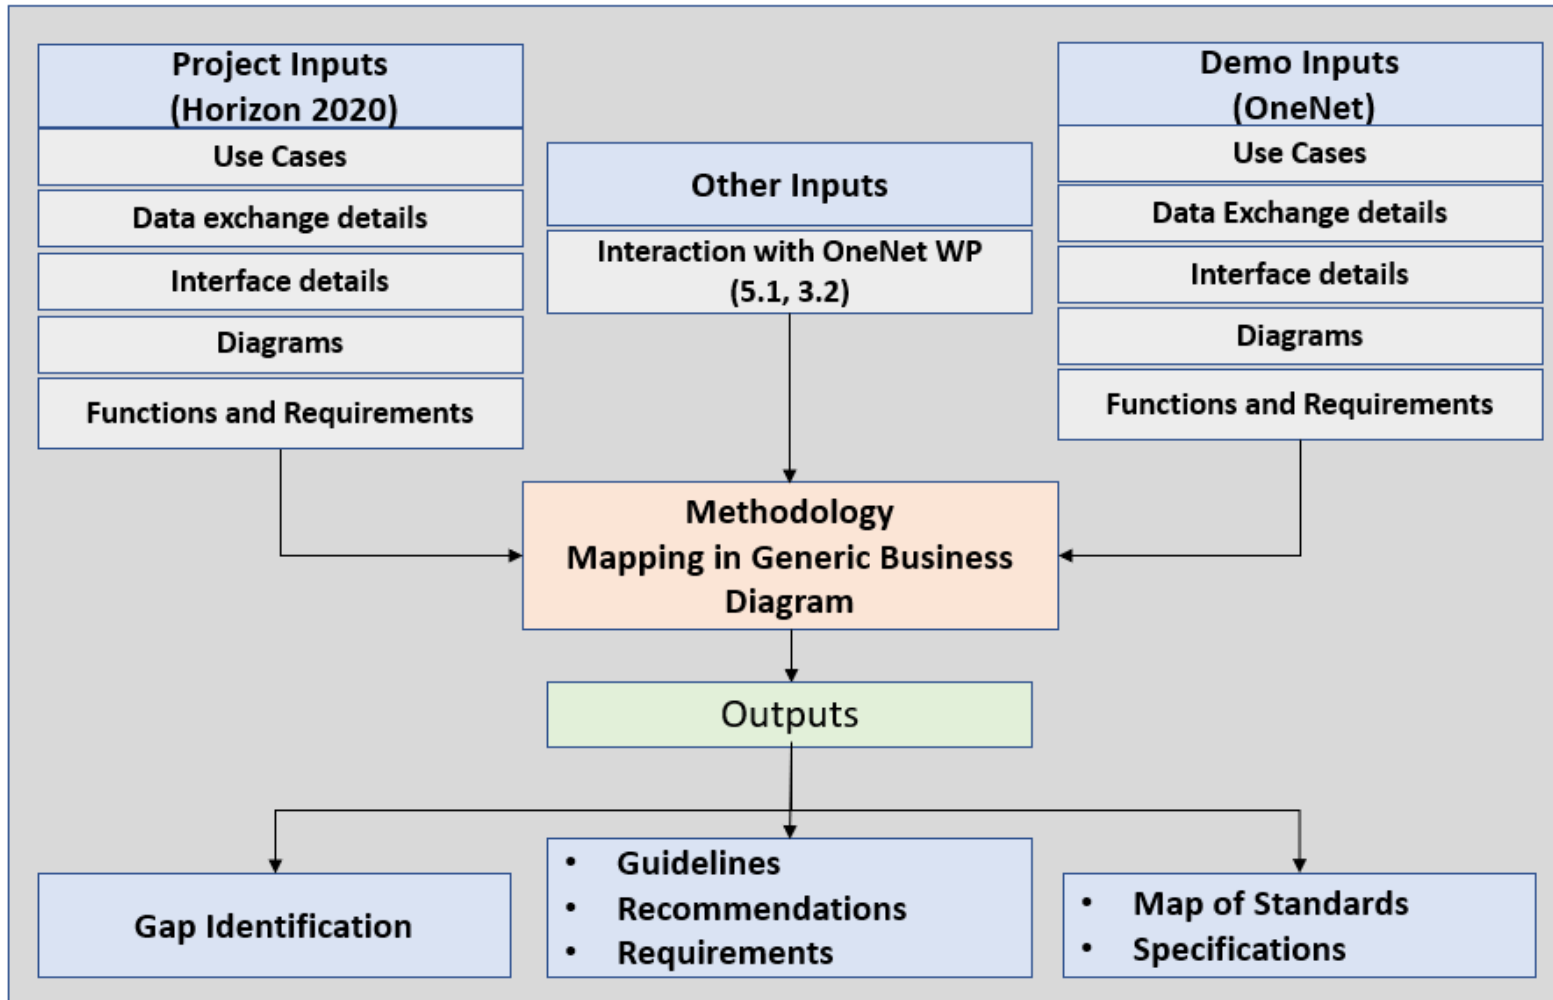 Project Inputs
(Horizon 2020)
Use Cases
Data exchange details
Interface details
Diagrams
Functions and Requirements
Other Inputs
Interaction with OneNet WP
(5.1, 3.2)
Demo Inputs
(OneNet)
Use Cases
Data Exchange details
Interface details
Diagrams
Functions and Requirements
Methodology
Mapping in Generic Business
Diagram
Outputs
Gap Identification
• Guidelines
• Recommendations
• Requirements
• Map of Standards
• Specifications